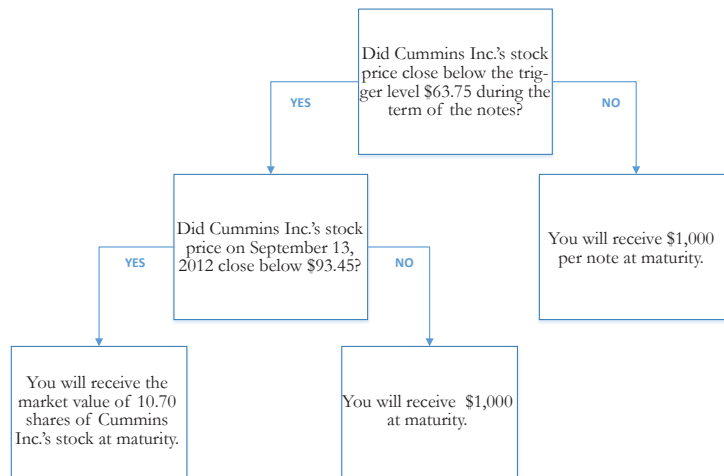 Did Cummins Inc.'s stock
price close below the trig-
ger level $63.75 during the
term of the notes?
YES
NO
Did Cummins Inc.'s stock
price on September 13,
2012 close below $93.45?
You will receive $1,000
per note at maturity.
YES
NO
You will receive the
market value of 10.70
shares of Cummins
Inc.'s stock at maturity.
You will receive $1,000
at maturity.